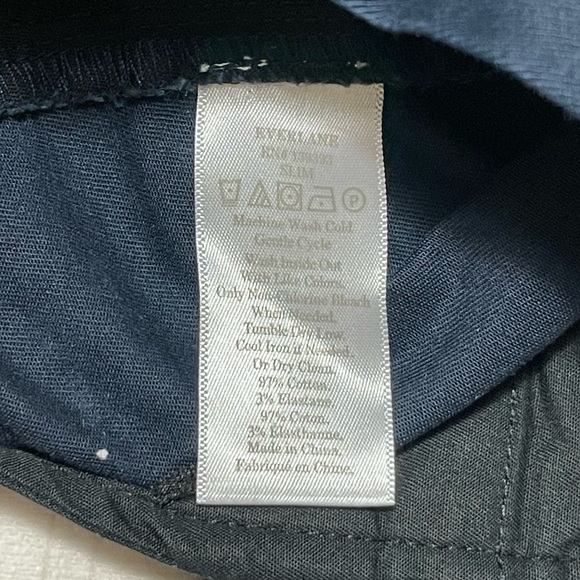 EVERLANE
RN# 139393
SLIM
P
Machine Wash Cold
Gentle Cycle
Wash Inside Out
With Like Colors.
Only Non-Chlorine Bleach
When Needed.
Tumble Dry Low.
Cool Iron if Needed.
Or Dry Clean.
97% Cotton.
3% Elastane.
97% Coton.
3% Elasthanne.
Made in China.
Fabriqué en Chine.